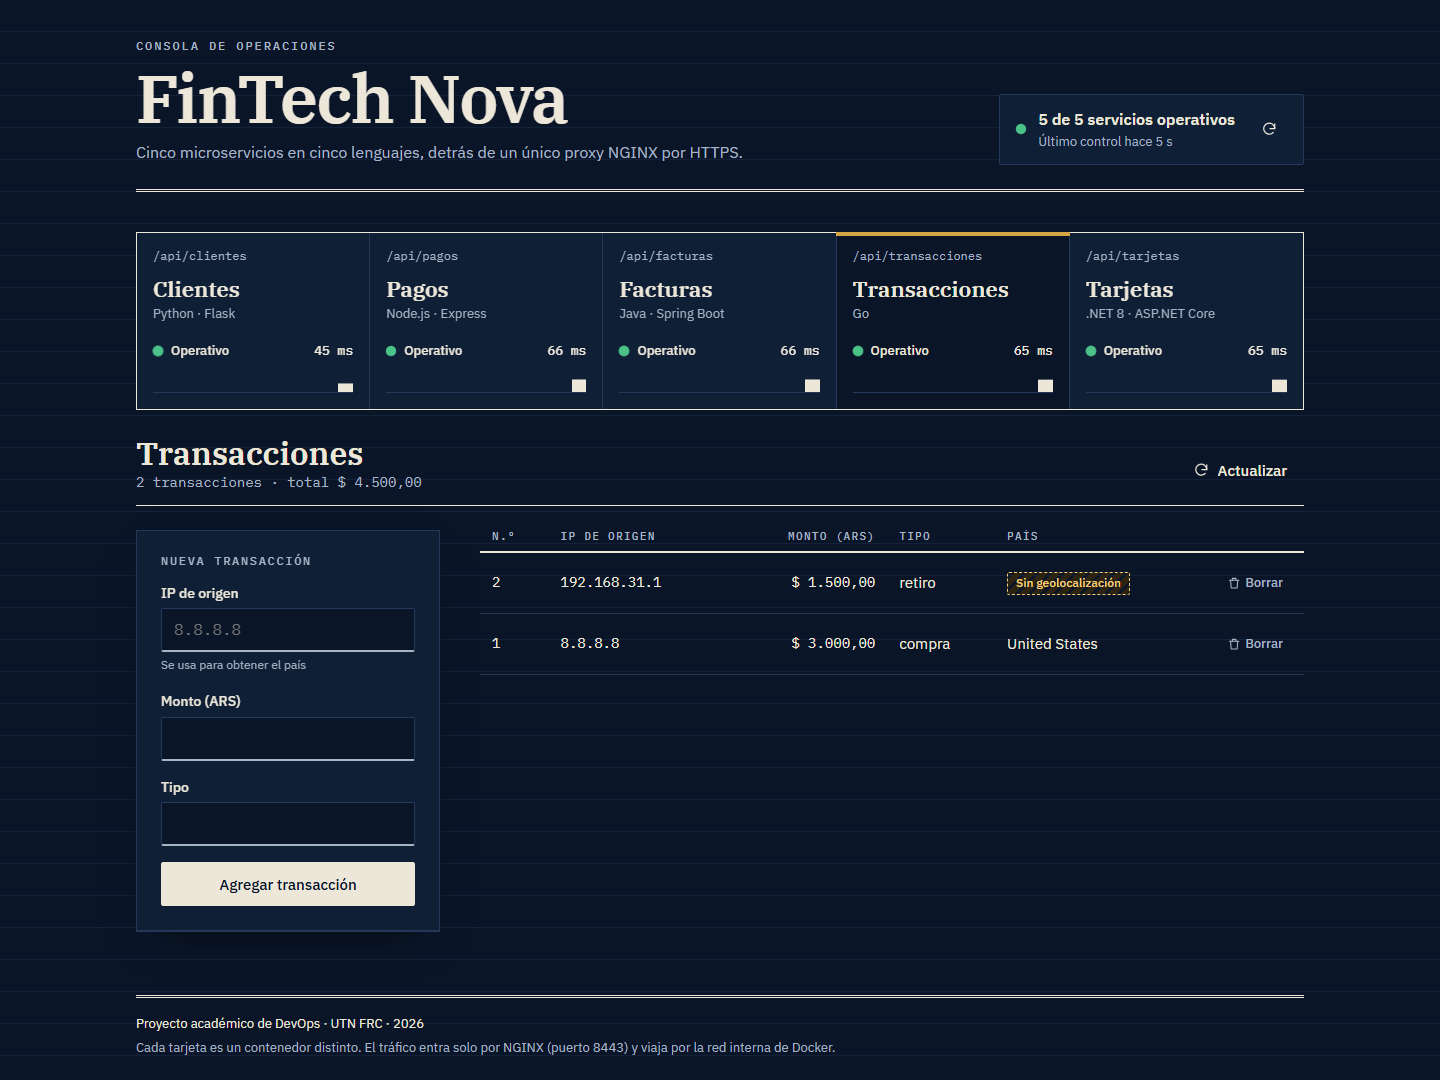 CONSOLA DE OPERACIONES
FinTech Nova
Cinco microservicios en cinco lenguajes, detrás de un único proxy NGINX por HTTPS.
5 de 5 servicios operativos
Último control hace 5 s
/api/clientes
Clientes
Python · Flask
Operativo 45 ms
/api/pagos
Pagos
Node.js · Express
Operativo 66 ms
/api/facturas
Facturas
Java · Spring Boot
Operativo 66 ms
/api/transacciones
Transacciones
Go
Operativo 65 ms
/api/tarjetas
Tarjetas
.NET 8 · ASP.NET Core
Operativo 65 ms
Transacciones
2 transacciones · total $ 4.500,00
Actualizar
NUEVA TRANSACCIÓN
IP de origen
8.8.8.8
Se usa para obtener el país
Monto (ARS)
Tipo
Agregar transacción
N.º IP DE ORIGEN MONTO (ARS) TIPO PAÍS
2 192.168.31.1 $ 1.500,00 retiro Sin geolocalización Borrar
1 8.8.8.8 $ 3.000,00 compra United States Borrar
Proyecto académico de DevOps · UTN FRC · 2026
Cada tarjeta es un contenedor distinto. El tráfico entra solo por NGINX (puerto 8443) y viaja por la red interna de Docker.